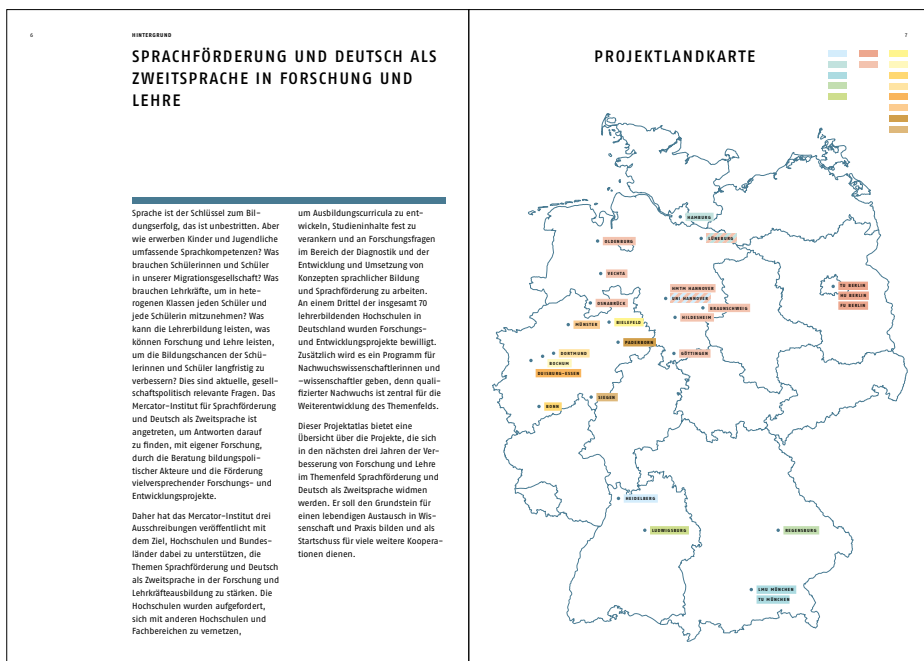 6
HINTERGRUND
SPRACHFÖRDERUNG UND DEUTSCH ALS
ZWEITSPRACHE IN FORSCHUNG UND
LEHRE
Sprache ist der Schlüssel zum Bil-
dungserfolg, das ist unbestritten. Aber
wie erwerben Kinder und Jugendliche
umfassende Sprachkompetenzen? Was
brauchen Schülerinnen und Schüler
in unserer Migrationsgesellschaft? Was
brauchen Lehrkräfte, um in hete-
rogenen Klassen jeden Schüler und
jede Schülerin mitzunehmen? Was
kann die Lehrerbildung leisten, was
können Forschung und Lehre leisten,
um die Bildungschancen der Schü-
lerinnen und Schüler langfristig zu
verbessern? Dies sind aktuelle, gesell-
schaftspolitisch relevante Fragen. Das
Mercator-Institut für Sprachförderung
und Deutsch als Zweitsprache ist
angetreten, um Antworten darauf
zu finden, mit eigener Forschung,
durch die Beratung bildungspoli-
tischer Akteure und die Förderung
vielversprechender Forschungs- und
Entwicklungsprojekte.
Daher hat das Mercator-Institut drei
Ausschreibungen veröffentlicht mit
dem Ziel, Hochschulen und Bundes-
länder dabei zu unterstützen, die
Themen Sprachförderung und Deutsch
als Zweitsprache in der Forschung und
Lehrkräfteausbildung zu stärken. Die
Hochschulen wurden aufgefordert,
sich mit anderen Hochschulen und
Fachbereichen zu vernetzen,
um Ausbildungscurricula zu ent-
wickeln, Studieninhalte fest zu
verankern und an Forschungsfragen
im Bereich der Diagnostik und der
Entwicklung und Umsetzung von
Konzepten sprachlicher Bildung
und Sprachförderung zu arbeiten.
An einem Drittel der insgesamt 70
lehrerbildenden Hochschulen in
Deutschland wurden Forschungs-
und Entwicklungsprojekte bewilligt.
Zusätzlich wird es ein Programm für
Nachwuchswissenschaftlerinnen und
–wissenschaftler geben, denn quali-
fizierter Nachwuchs ist zentral für die
Weiterentwicklung des Themenfelds.
Dieser Projektatlas bietet eine
Übersicht über die Projekte, die sich
in den nächsten drei Jahren der Ver-
besserung von Forschung und Lehre
im Themenfeld Sprachförderung und
Deutsch als Zweitsprache widmen
werden. Er soll den Grundstein für
einen lebendigen Austausch in Wis-
senschaft und Praxis bilden und als
Startschuss für viele weitere Koopera-
tionen dienen.
7
PROJEKTLANDKARTE
HAMBURG
LÜNEBURG
OLDENBURG
VECHTA
HMTM HANNOVER
UNI HANNOVER
BRAUNSCHWEIG
HILDESHEIM
TU BERLIN
HU BERLIN
FU BERLIN
OSNABRÜCK
MÜNSTER
BIELEFELD
PADERBORN
GÖTTINGEN
DORTMUND
BOCHUM
DUISBURG-ESSEN
SIEGEN
BONN
HEIDELBERG
LUDWIGSBURG
REGENSBURG
LMU MÜNCHEN
TU MÜNCHEN